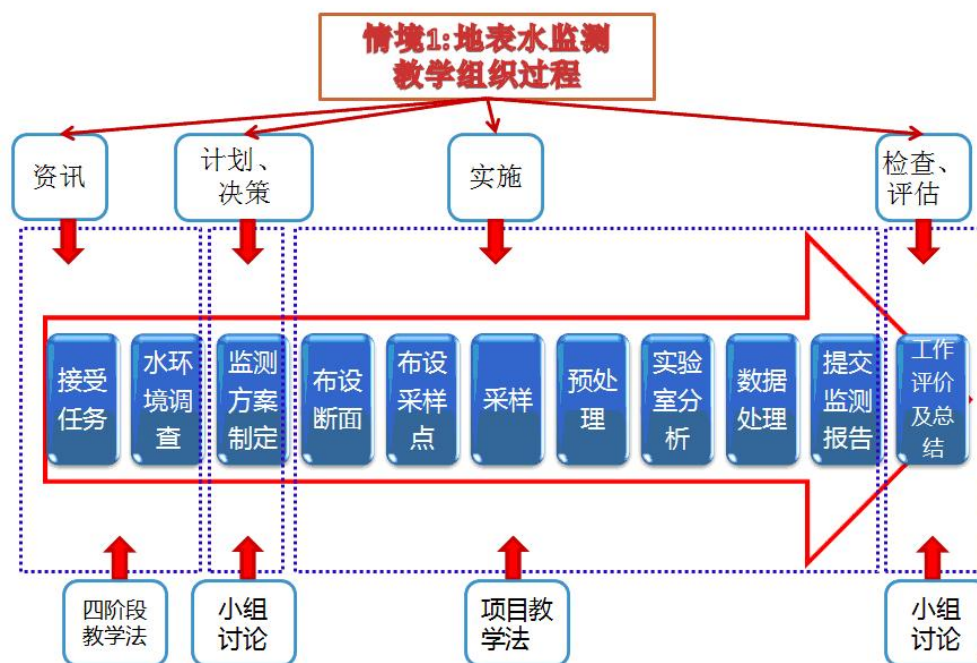 情境1:地表水监测
教学组织过程
资讯
计划、
决策
实施
检查、
评估
接受
任务
水环
境调
查
监测
方案
制定
布设
断面
布设
采样
点
采样
预处
理
实验
室分
析
数据
处理
提交
监测
报告
工作
评价
及总
结
四阶段
教学法
小组
讨论
项目教
学法
小组
讨论